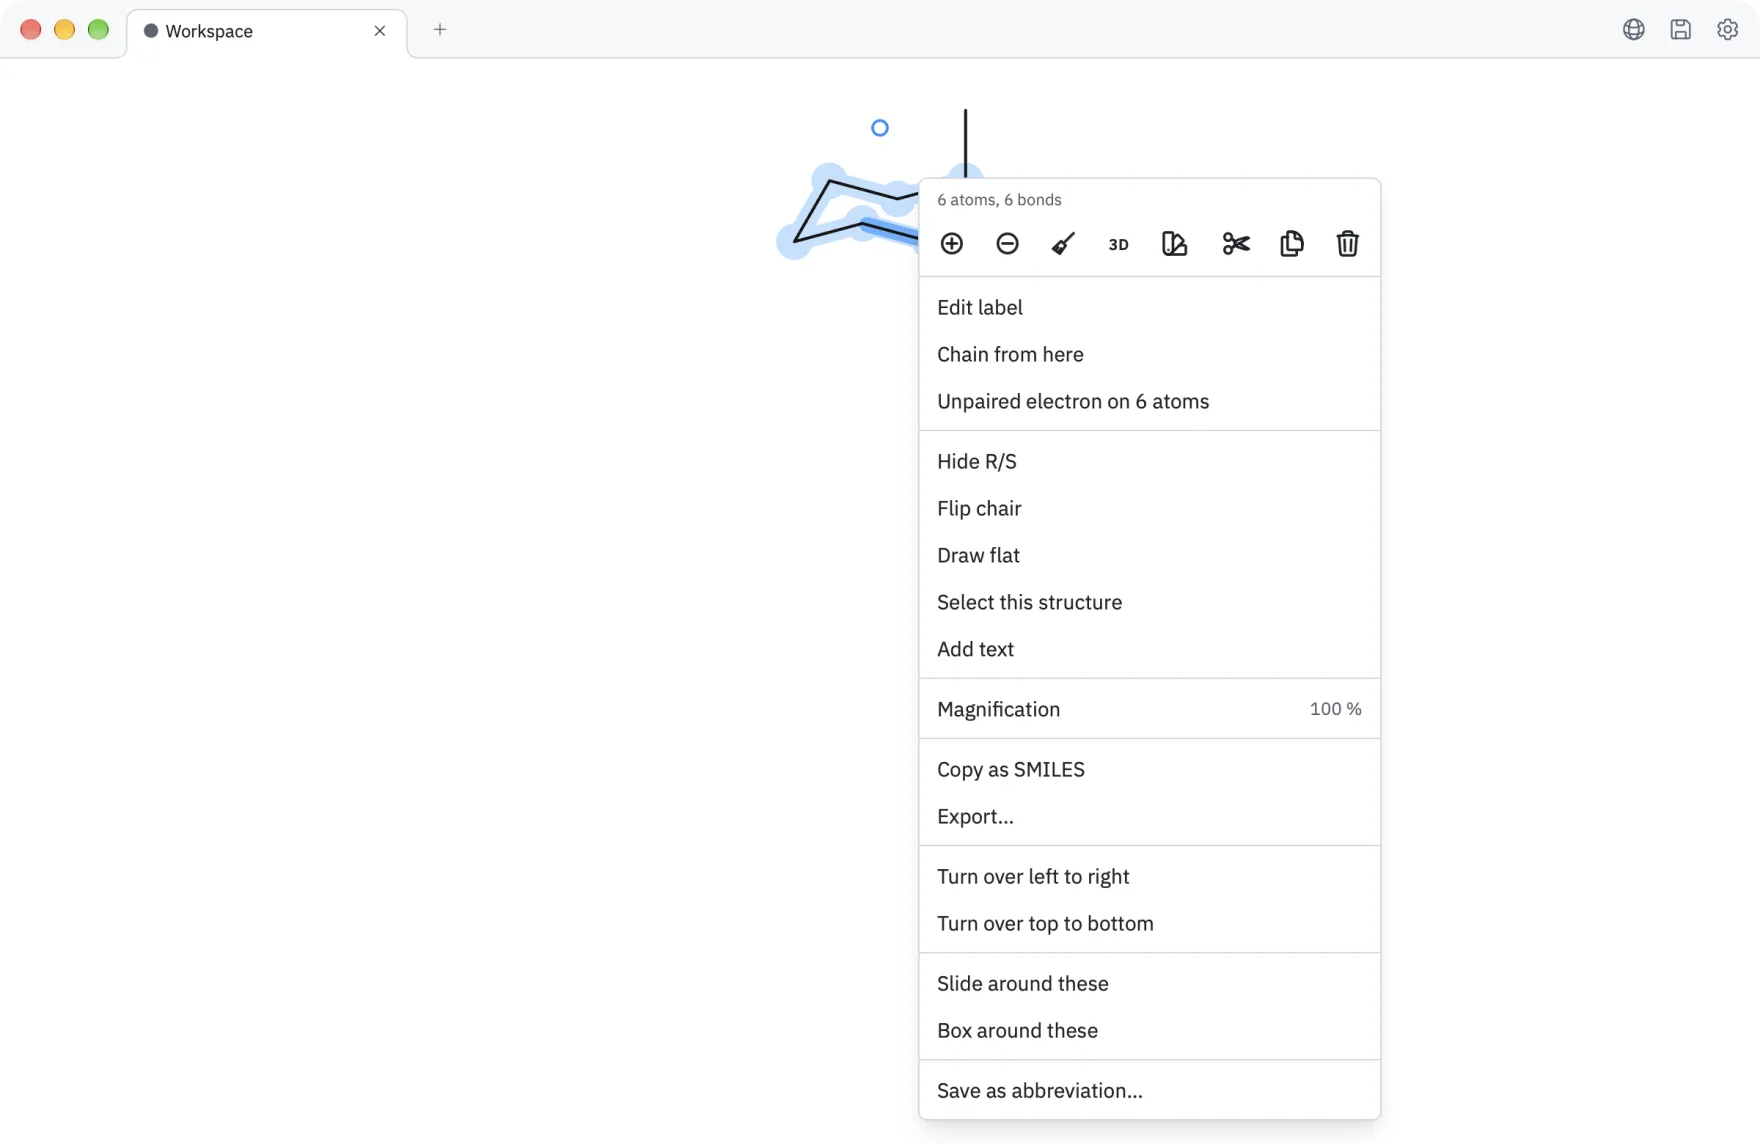 Workspace
6 atoms, 6 bonds
3D
Edit label
Chain from here
Unpaired electron on 6 atoms
Hide R/S
Flip chair
Draw flat
Select this structure
Add text
Magnification 100 %
Copy as SMILES
Export...
Turn over left to right
Turn over top to bottom
Slide around these
Box around these
Save as abbreviation...